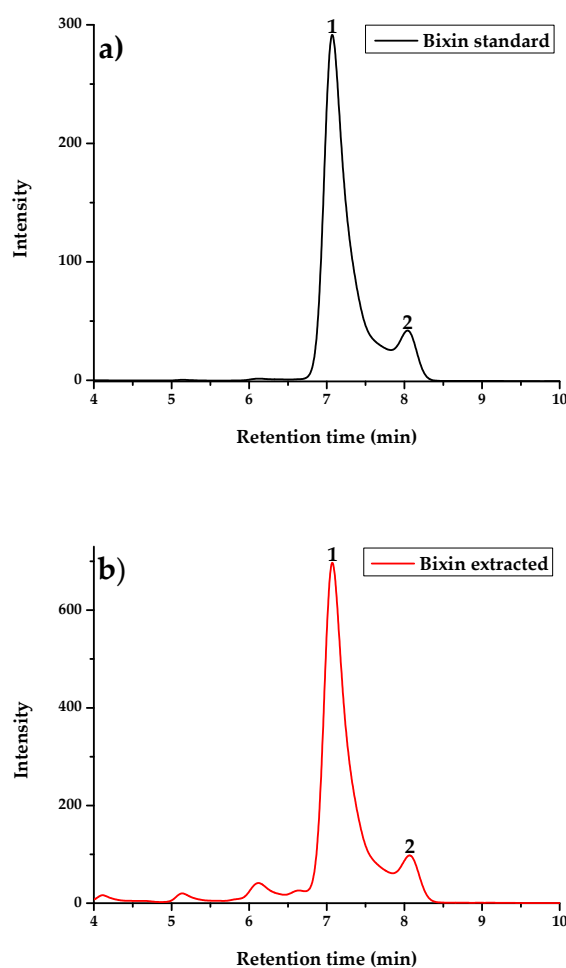 a)
1
Bixin standard
300
200
100
0
2
Intensity
4 5 6 7 8 9 10
Retention time (min)
b)
1
Bixin extracted
600
400
200
0
2
Intensity
4 5 6 7 8 9 10
Retention time (min)